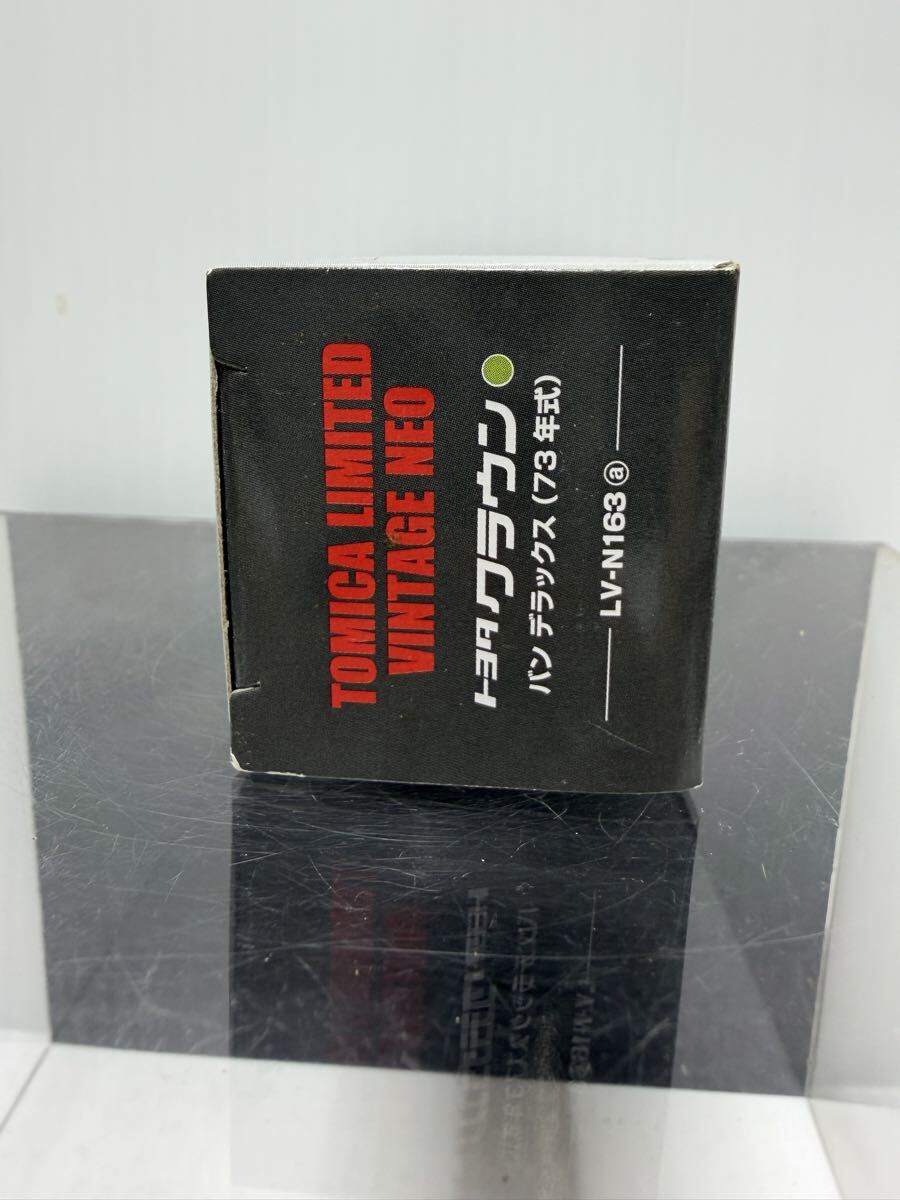 TOMICA LIMITED
VINTAGE NEO
トヨタ クラウン
バン デラックス (73年式)
LV-N163 ⓐ